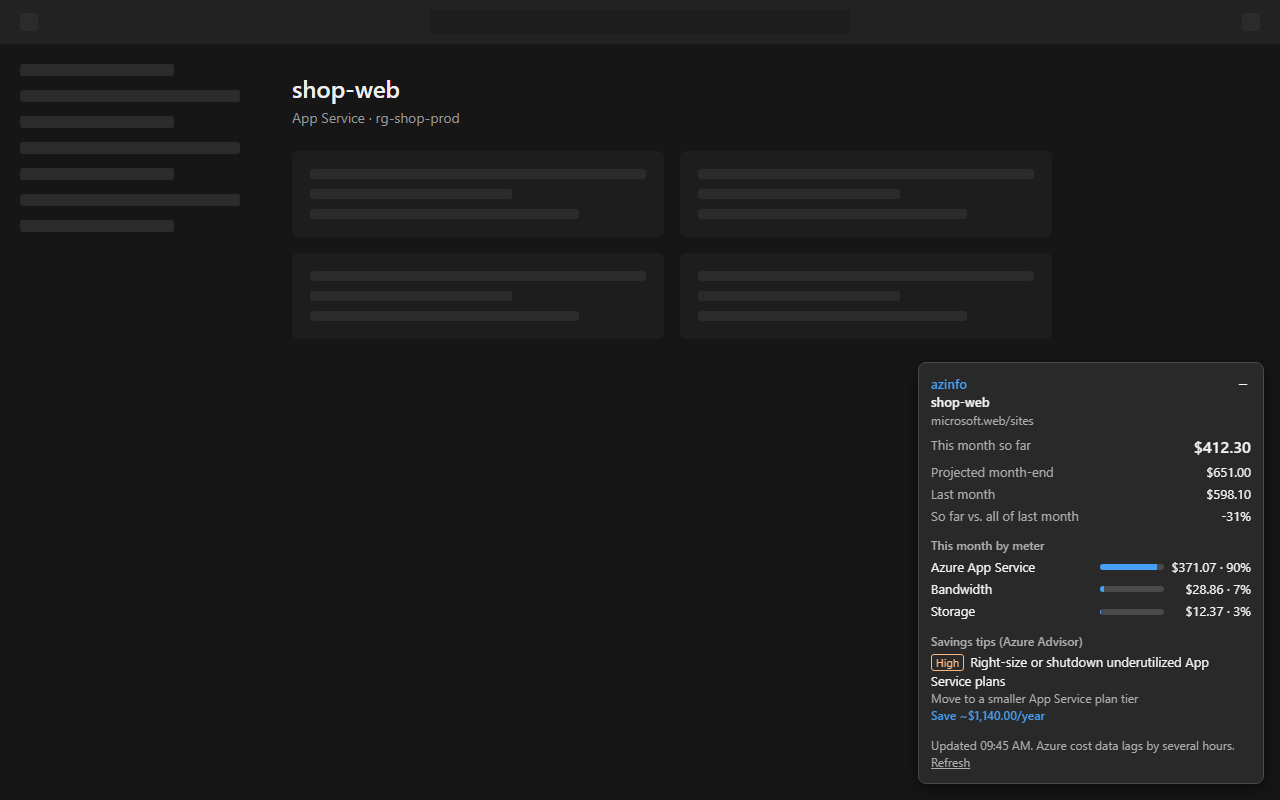 shop-web
App Service · rg-shop-prod
azinfo
shop-web
microsoft.web/sites
This month so far $412.30
Projected month-end $651.00
Last month $598.10
So far vs. all of last month -31%
This month by meter
Azure App Service $371.07 · 90%
Bandwidth $28.86 · 7%
Storage $12.37 · 3%
Savings tips (Azure Advisor)
High Right-size or shutdown underutilized App
Service plans
Move to a smaller App Service plan tier
Save ~$1,140.00/year
Updated 09:45 AM. Azure cost data lags by several hours.
Refresh